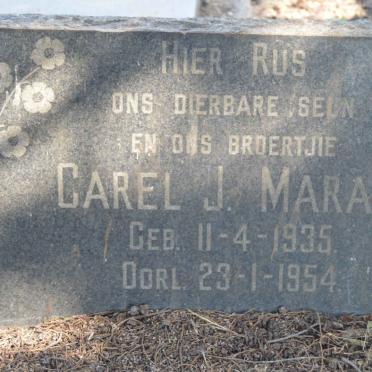 HIER RUS
ONS DIERBARE SEUN
EN ONS BROERTJIE
CAREL J. MARA
GEB. 11-4-1935
OORL. 23-1-1954